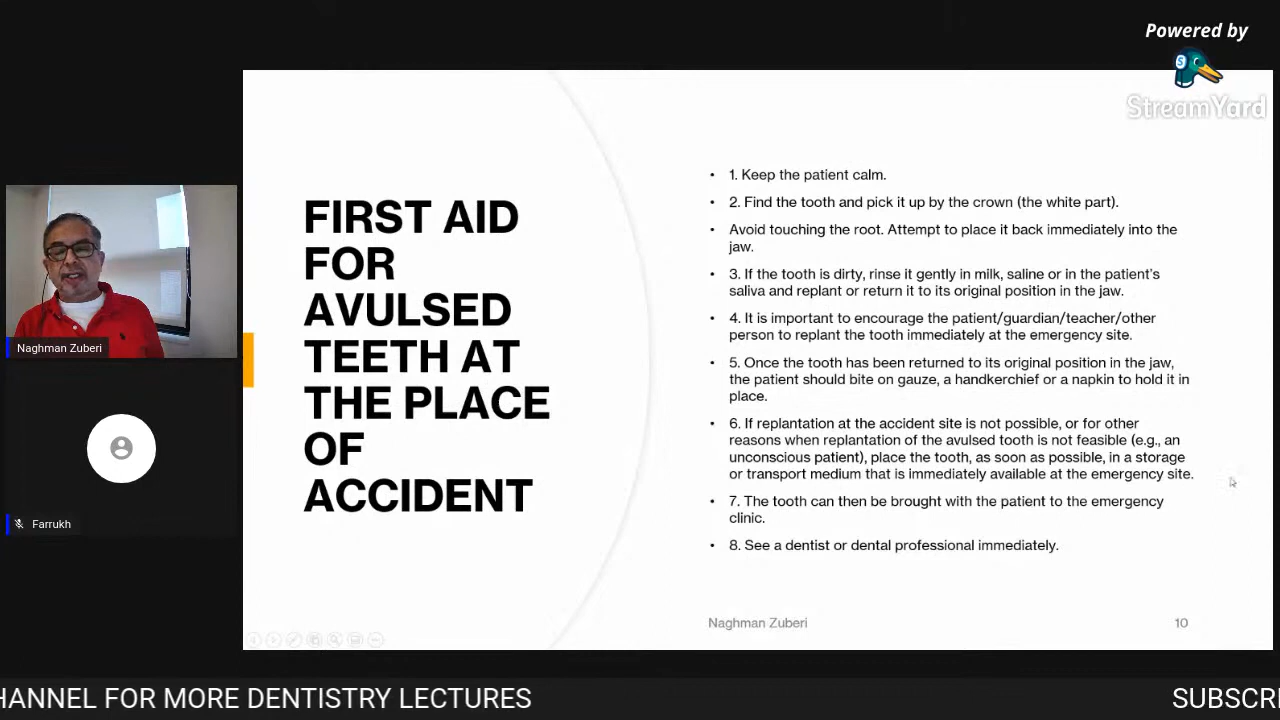 Powered by
StreamYard
FIRST AID
FOR
AVULSED
TEETH AT
THE PLACE
OF
ACCIDENT
• 1. Keep the patient calm.
• 2. Find the tooth and pick it up by the crown (the white part).
• Avoid touching the root. Attempt to place it back immediately into the
jaw.
• 3. If the tooth is dirty, rinse it gently in milk, saline or in the patient's
saliva and replant or return it to its original position in the jaw.
• 4. It is important to encourage the patient/guardian/teacher/other
person to replant the tooth immediately at the emergency site.
• 5. Once the tooth has been returned to its original position in the jaw,
the patient should bite on gauze, a handkerchief or a napkin to hold it in
place.
• 6. If replantation at the accident site is not possible, or for other
reasons when replantation of the avulsed tooth is not feasible (e.g., an
unconscious patient), place the tooth, as soon as possible, in a storage
or transport medium that is immediately available at the emergency site.
• 7. The tooth can then be brought with the patient to the emergency
clinic.
• 8. See a dentist or dental professional immediately.
Naghman Zuberi
10
Naghman Zuberi
Farrukh
HANNEL FOR MORE DENTISTRY LECTURES
SUBSCRI